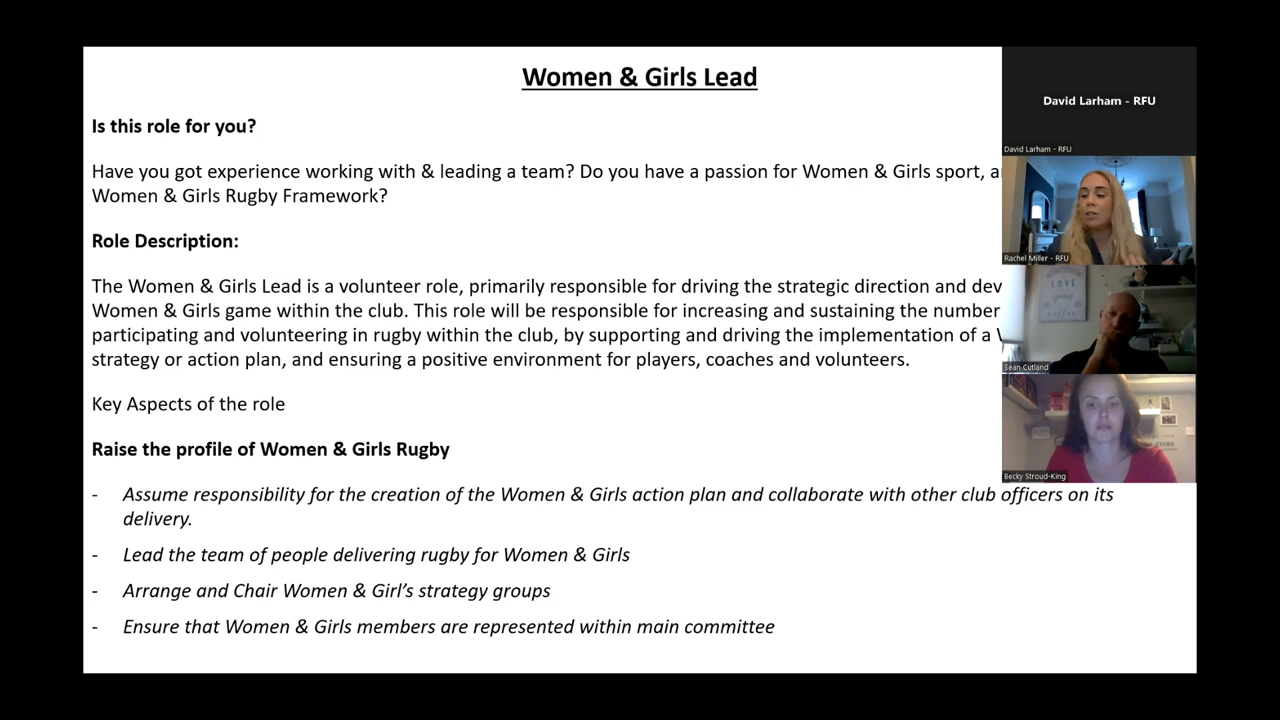 Women & Girls Lead
Is this role for you?
Have you got experience working with & leading a team? Do you have a passion for Women & Girls sport,
Women & Girls Rugby Framework?
Role Description:
The Women & Girls Lead is a volunteer role, primarily responsible for driving the strategic direction and dev
Women & Girls game within the club. This role will be responsible for increasing and sustaining the number
participating and volunteering in rugby within the club, by supporting and driving the implementation of a
strategy or action plan, and ensuring a positive environment for players, coaches and volunteers.
Key Aspects of the role
Raise the profile of Women & Girls Rugby
- Assume responsibility for the creation of the Women & Girls action plan and collaborate with other club officers on its
delivery.
- Lead the team of people delivering rugby for Women & Girls
- Arrange and Chair Women & Girl's strategy groups
- Ensure that Women & Girls members are represented within main committee
David Larham - RFU
David Larham - RFU
Rachel Miller - RFU
LOVE
good
Sean Cutland
Becky Stroud-King